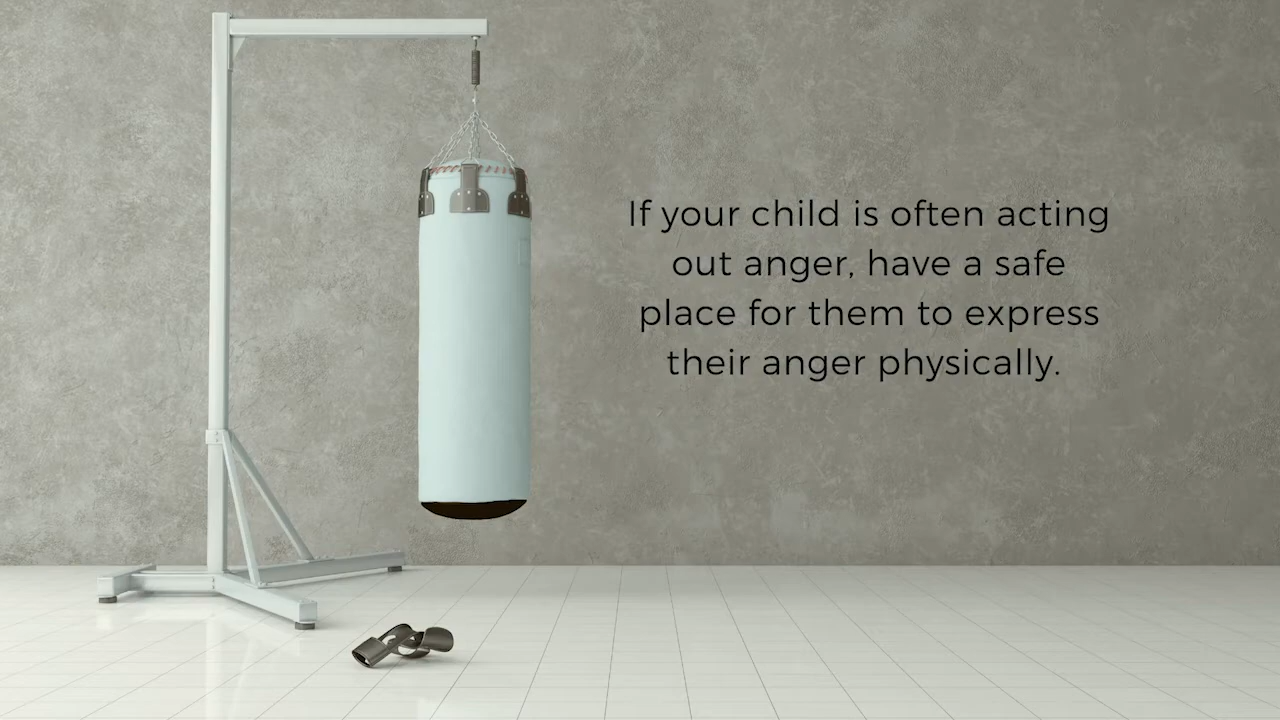 If your child is often acting
out anger, have a safe
place for them to express
their anger physically.